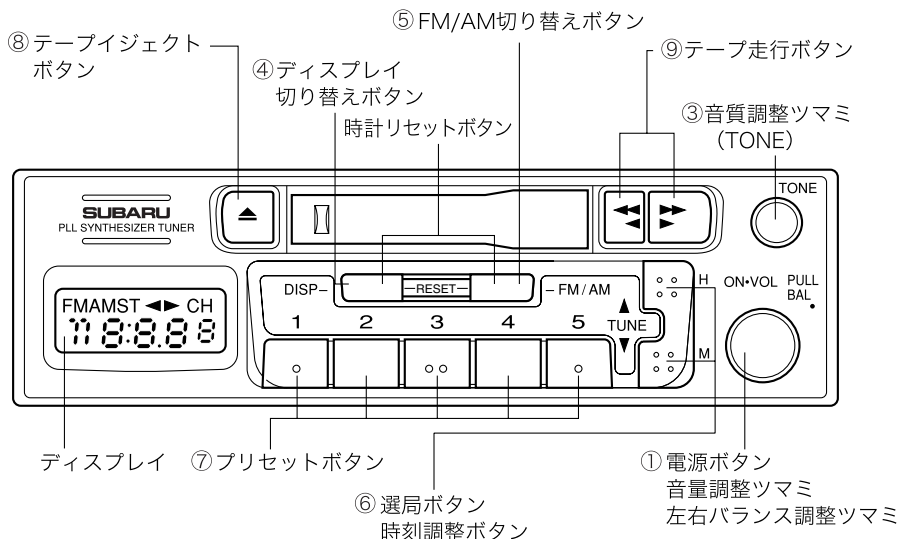 ⑤FM/AM切り替えボタン
⑧テープイジェクト
ボタン
④ディスプレイ
切り替えボタン
⑨テープ走行ボタン
時計リセットボタン
③音質調整ツマミ
（TONE）
SUBARU
PLL SYNTHESIZER TUNER
TONE
DISP
RESET
FM/AM
H
ON•VOL
PULL
BAL
FMAMST ◀▶ CH
18:8.8 8
1 2 3 4 5
TUNE
M
ディスプレイ
⑦プリセットボタン
⑥選局ボタン
時刻調整ボタン
①電源ボタン
音量調整ツマミ
左右バランス調整ツマミ